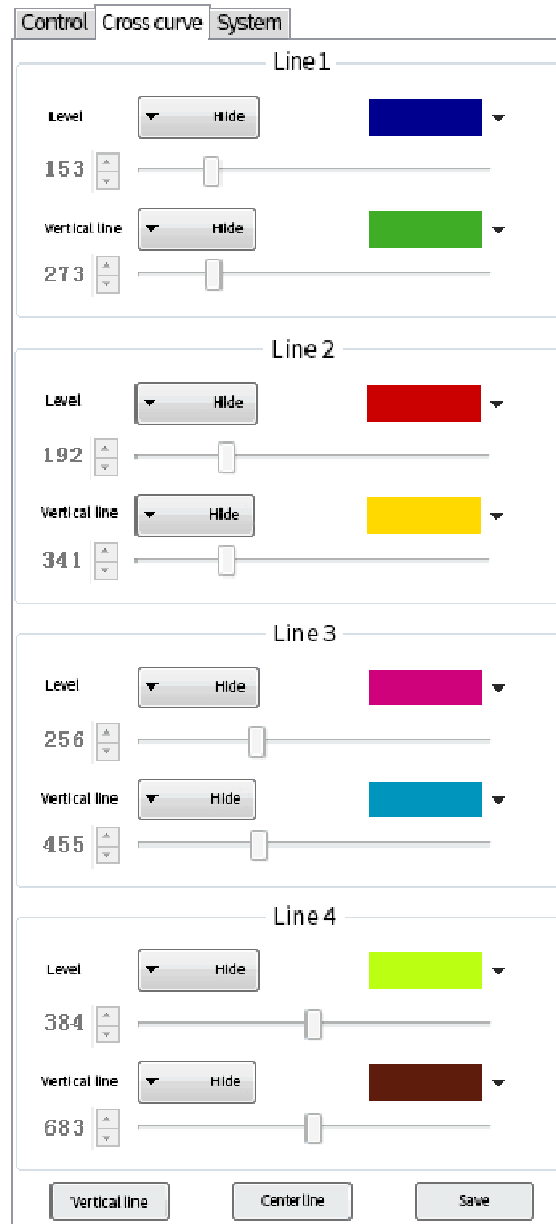 Control Cross curve System
Line 1
Level Hide
153
Vertical line Hide
273
Line 2
Level Hide
192
Vertical line Hide
341
Line 3
Level Hide
256
Vertical line Hide
455
Line 4
Level Hide
384
Vertical line Hide
683
Vertical line Centerline Save